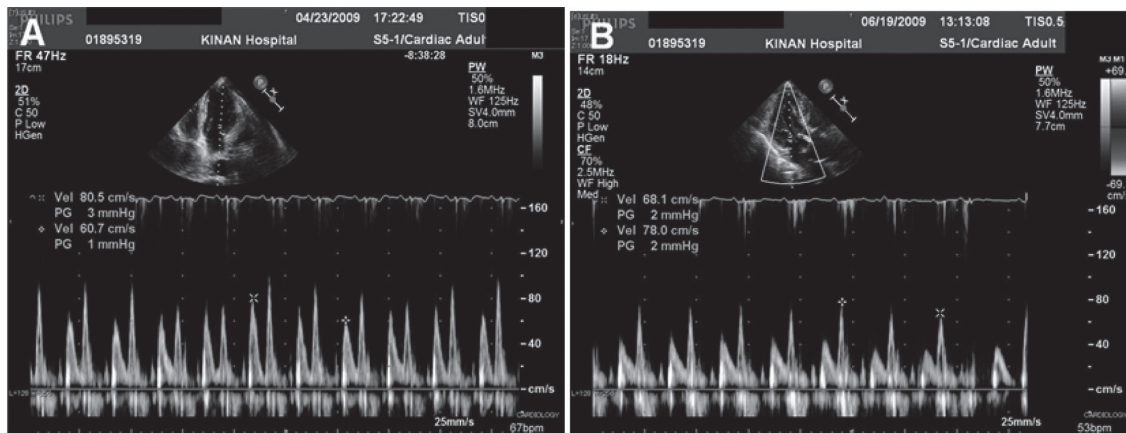 A
PHILIPS
04/23/2009 17:22:49 TIS0
01895319 KINAN Hospital S5-1/Cardiac Adult
FR 47Hz
17cm
-8:38:28
M3
2D
51%
C 50
P Low
HGen
PW
50%
1.6MHz
WF 125Hz
SV4.0mm
8.0cm
Vel 80.5 cm/s
PG 3 mmHg
Vel 60.7 cm/s
PG 1 mmHg
-160
-120
-80
-40
-cm/s
25mm/s
CARDIOLOGY
67bpm
B
PHILIPS
06/19/2009 13:13:08 TIS0.5
01895319 KINAN Hospital S5-1/Cardiac Adult
FR 18Hz
14cm
M3 M1
+69.
2D
48%
C 50
P Low
HGen
CF
70%
2.5MHz
WF High
Med
PW
50%
1.6MHz
WF 125Hz
SV4.0mm
7.7cm
-69.
cm/s
Vel 68.1 cm/s
PG 2 mmHg
Vel 78.0 cm/s
PG 2 mmHg
-160
-120
-80
-40
-cm/s
25mm/s
CARDIOLOGY
53bpm